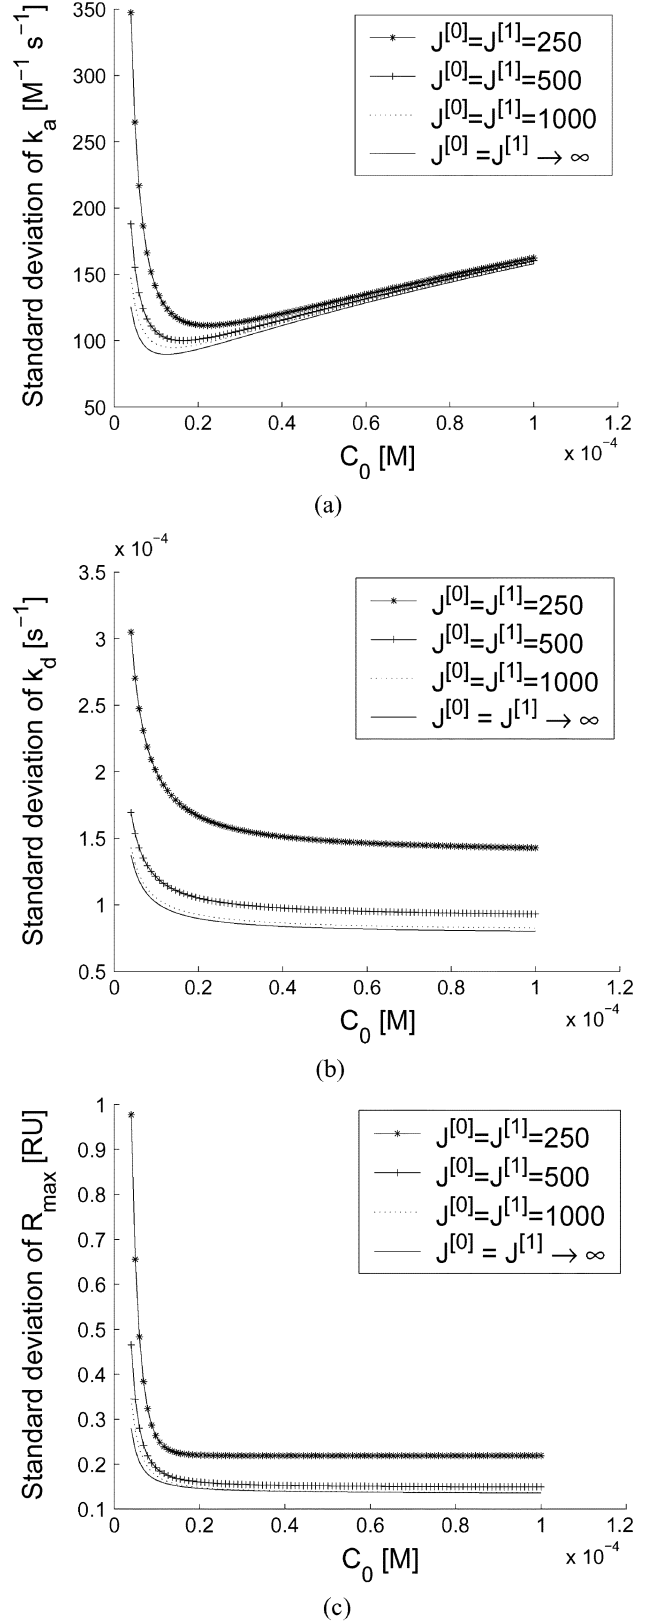 350
300
250
200
150
100
50
Standard deviation of k_a [M^−1 s^−1]
J^[0]=J^[1]=250
J^[0]=J^[1]=500
J^[0]=J^[1]=1000
J^[0] =J^[1] → ∞
0 0.2 0.4 0.6 0.8 1 1.2
C_0 [M] x 10^−4
(a)
x 10^−4
3.5
3
2.5
2
1.5
1
0.5
Standard deviation of k_d [s^−1]
J^[0]=J^[1]=250
J^[0]=J^[1]=500
J^[0]=J^[1]=1000
J^[0] = J^[1] → ∞
0 0.2 0.4 0.6 0.8 1 1.2
C_0 [M] x 10^−4
(b)
1
0.9
0.8
0.7
0.6
0.5
0.4
0.3
0.2
0.1
Standard deviation of R_max [RU]
J^[0]=J^[1]=250
J^[0]=J^[1]=500
J^[0]=J^[1]=1000
J^[0] = J^[1] → ∞
0 0.2 0.4 0.6 0.8 1 1.2
C_0 [M] x 10^−4
(c)